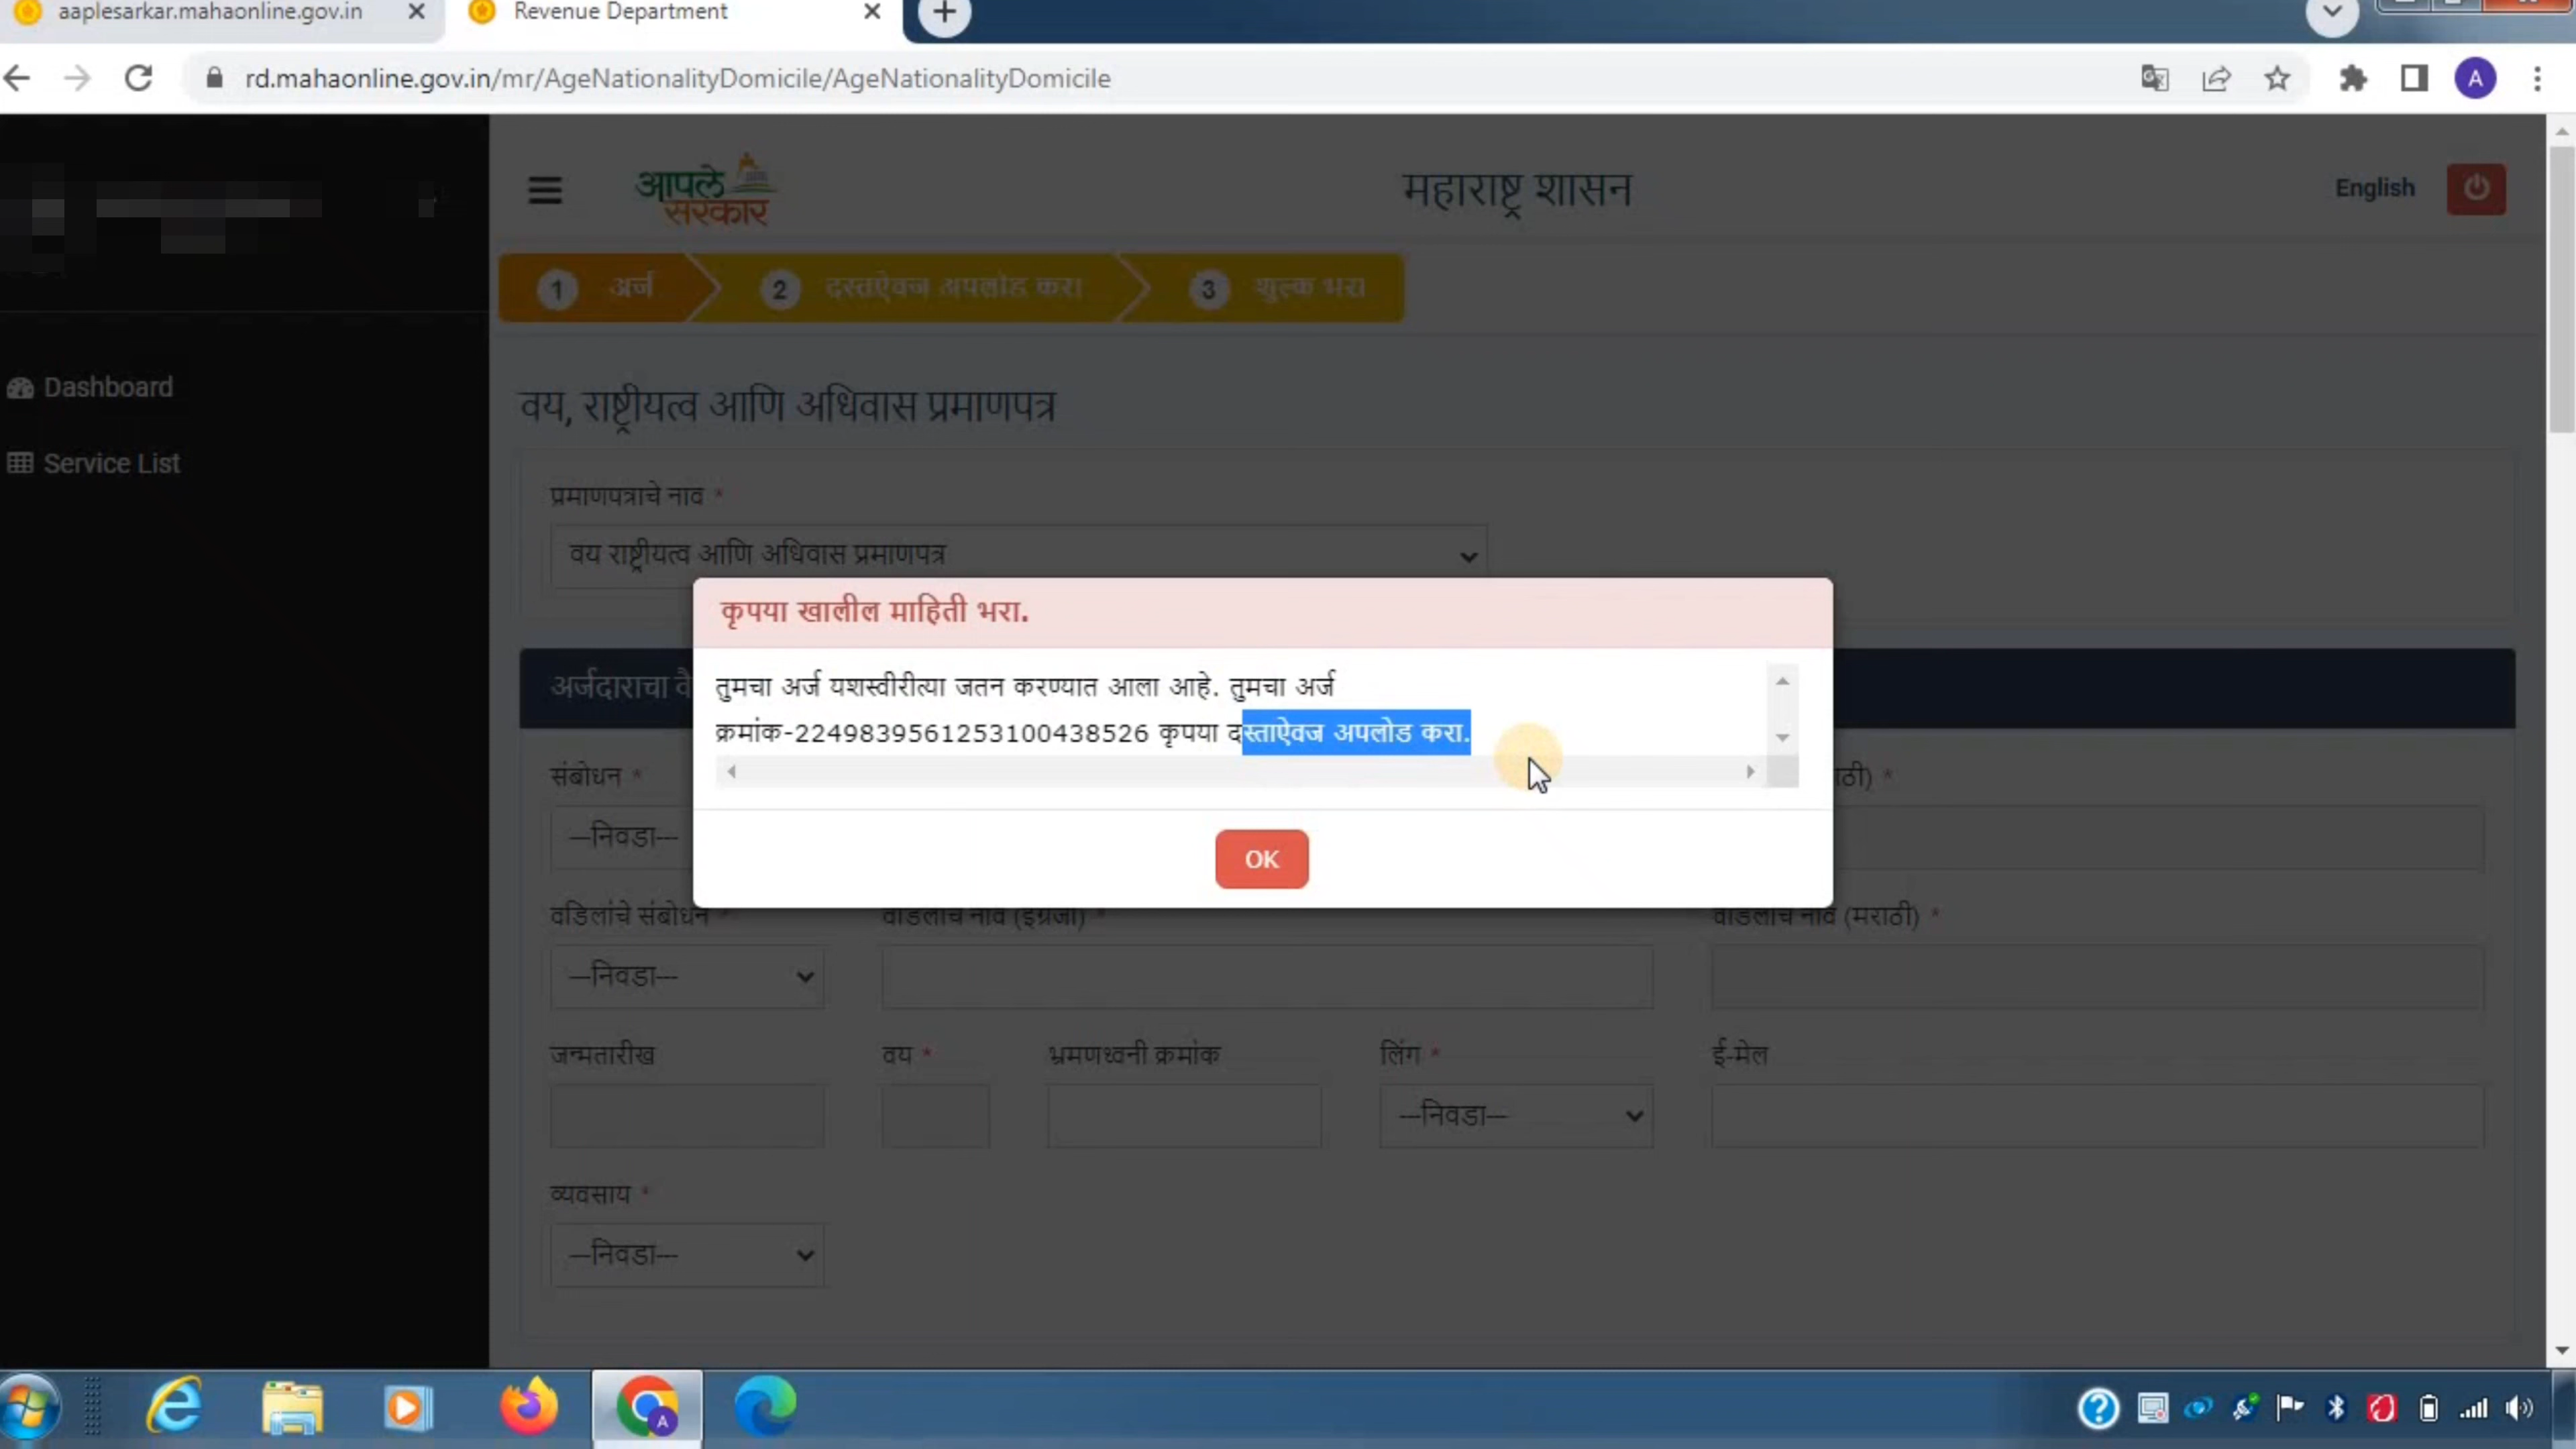 aaplesarkar.mahaonline.gov.in
Revenue Department
rd.mahaonline.gov.in/mr/AgeNationalityDomicile/AgeNationalityDomicile
A
आपले
सरकार
महाराष्ट्र शासन
English
1 अर्ज
2 दस्तऐवज अपलोड करा
3 शुल्क भरा
Dashboard
Service List
वय, राष्ट्रीयत्व आणि अधिवास प्रमाणपत्र
प्रमाणपत्राचे नाव *
वय राष्ट्रीयत्व आणि अधिवास प्रमाणपत्र
कृपया खालील माहिती भरा.
अर्जदाराचा
तुमचा अर्ज यशस्वीरीत्या जतन करण्यात आला आहे. तुमचा अर्ज
क्रमांक-2249839561253100438526 कृपया दस्ताऐवज अपलोड करा.
संबोधन *
---निवडा---
OK
वडिलांचे संबोधन *
वडिलांचे नाव (इंग्रजी) *
वडिलांचे नाव (मराठी) *
---निवडा---
जन्मतारीख
वय *
भ्रमणध्वनी क्रमांक
लिंग *
ई-मेल
---निवडा---
व्यवसाय *
---निवडा---
A